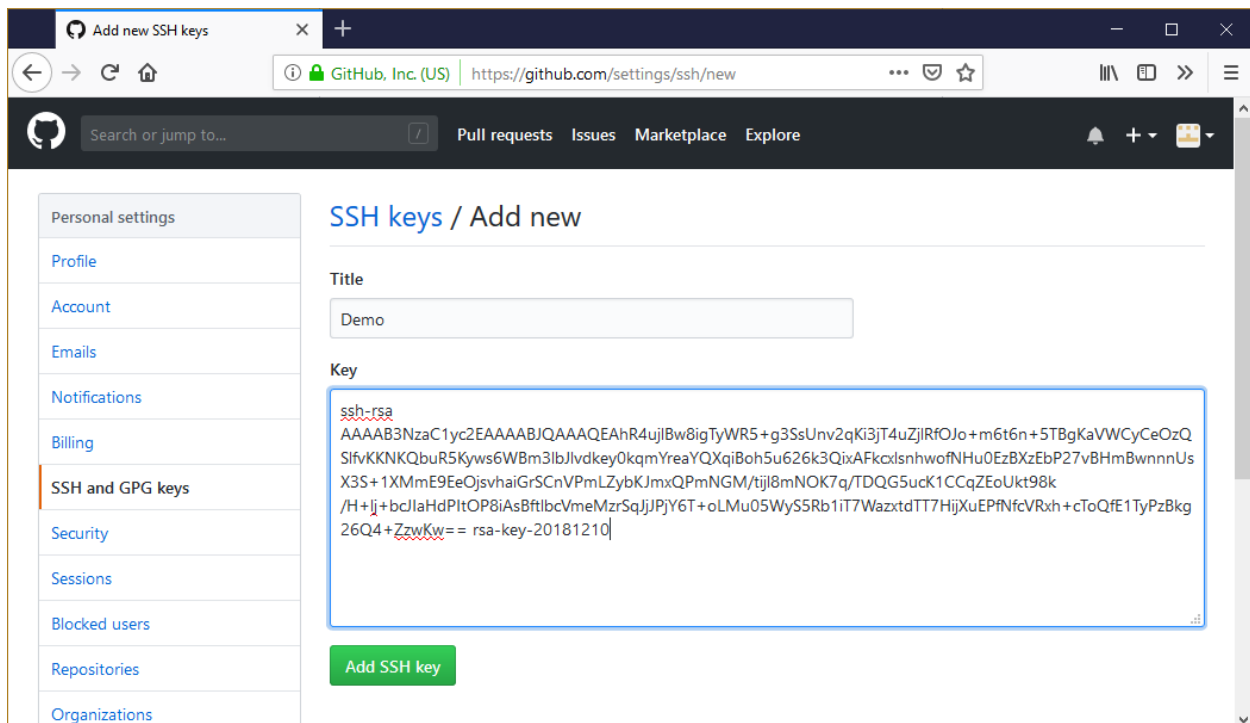 Add new SSH keys
GitHub, Inc. (US) https://github.com/settings/ssh/new
Search or jump to... / Pull requests Issues Marketplace Explore
Personal settings
Profile
Account
Emails
Notifications
Billing
SSH and GPG keys
Security
Sessions
Blocked users
Repositories
Organizations
SSH keys / Add new
Title
Demo
Key
ssh-rsa
AAAAB3NzaC1yc2EAAAABJQAAAQEAhR4ujlBw8igTyWR5+g3SsUnv2qKi3jT4uZjlRfOJo+m6t6n+5TBgKaVWCyCeOzQ
SlfvKKNKQbuR5Kyws6WBm3lbJlvdkey0kqmYreaYQXqiBoh5u626k3QixAFkcxlsnhwofNHu0EzBXzEbP27vBHmBwnnnUs
X3S+1XMmE9EeOjsvhaiGrSCnVPmLZybKJmxQPmNGM/tijl8mNOK7q/TDQG5ucK1CCqZEoUkt98k
/H+lj+bcJlaHdPItOP8iAsBftlbcVmeMzrSqJjJPjY6T+oLMu05WyS5Rb1iT7WazxtdTT7HijXuEPfNfcVRxh+cToQfE1TyPzBkg
26Q4+ZzwKw== rsa-key-20181210
Add SSH key